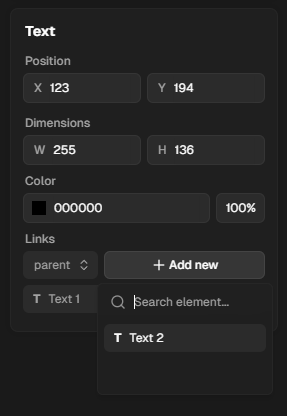 Text
Position
X 123 Y 194
Dimensions
W 255 H 136
Color
000000 100%
Links
parent + Add new
T Text 1
Search element...
T Text 2